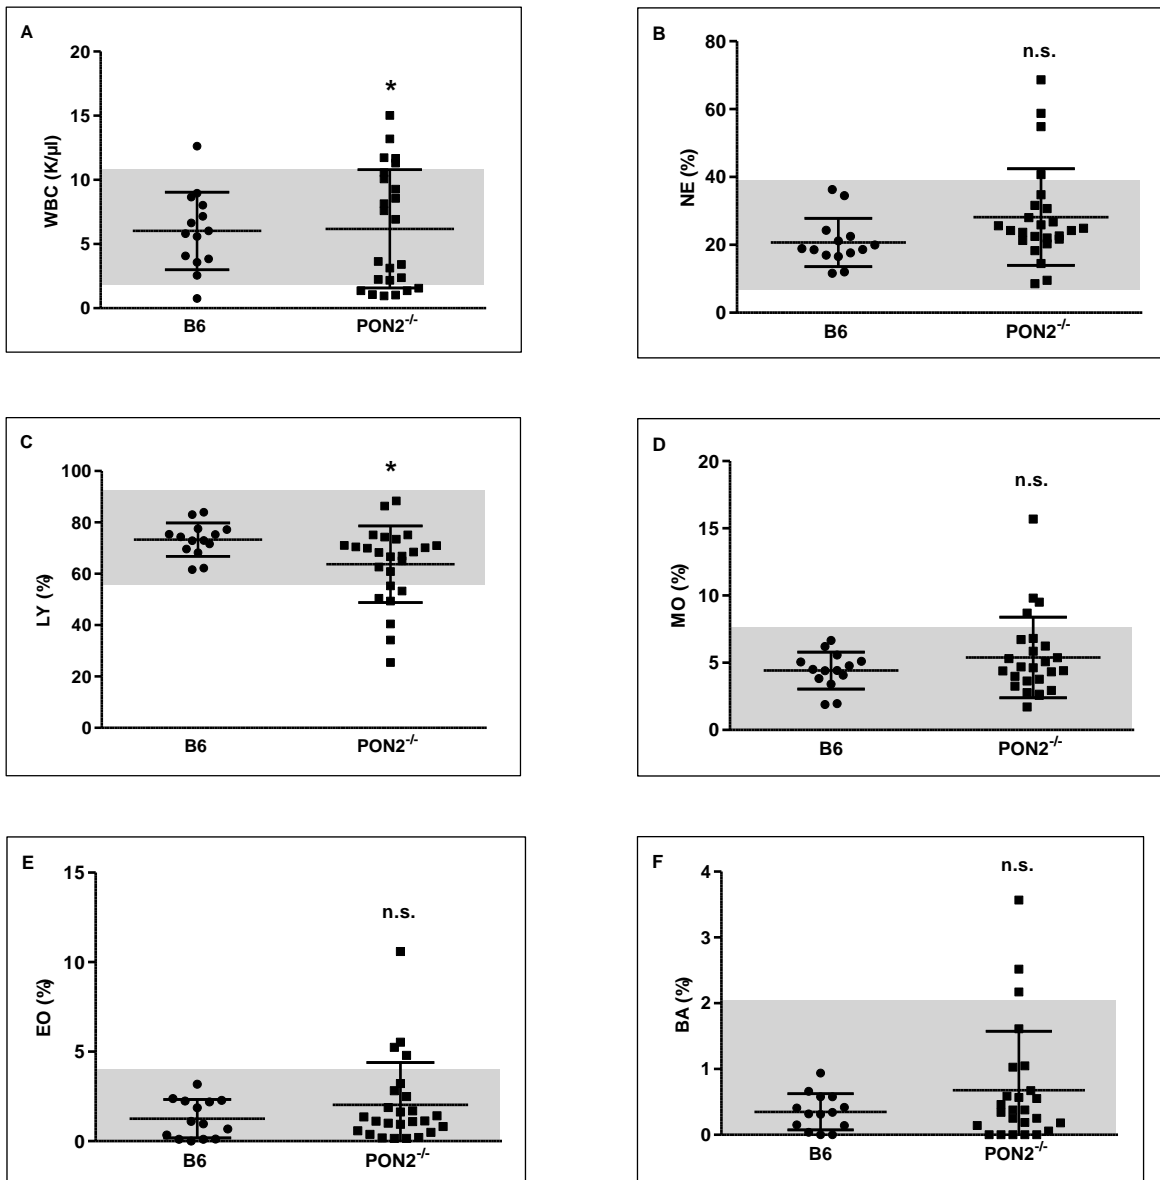 A
WBC (K/µl)
20
15
10
5
0
*
B6
PON2-/-
B
NE (%)
80
60
40
20
0
n.s.
B6
PON2-/-
C
LY (%)
100
80
60
40
20
0
*
B6
PON2-/-
D
MO (%)
20
15
10
5
0
n.s.
B6
PON2-/-
E
EO (%)
15
10
5
0
n.s.
B6
PON2-/-
F
BA (%)
4
3
2
1
0
n.s.
B6
PON2-/-